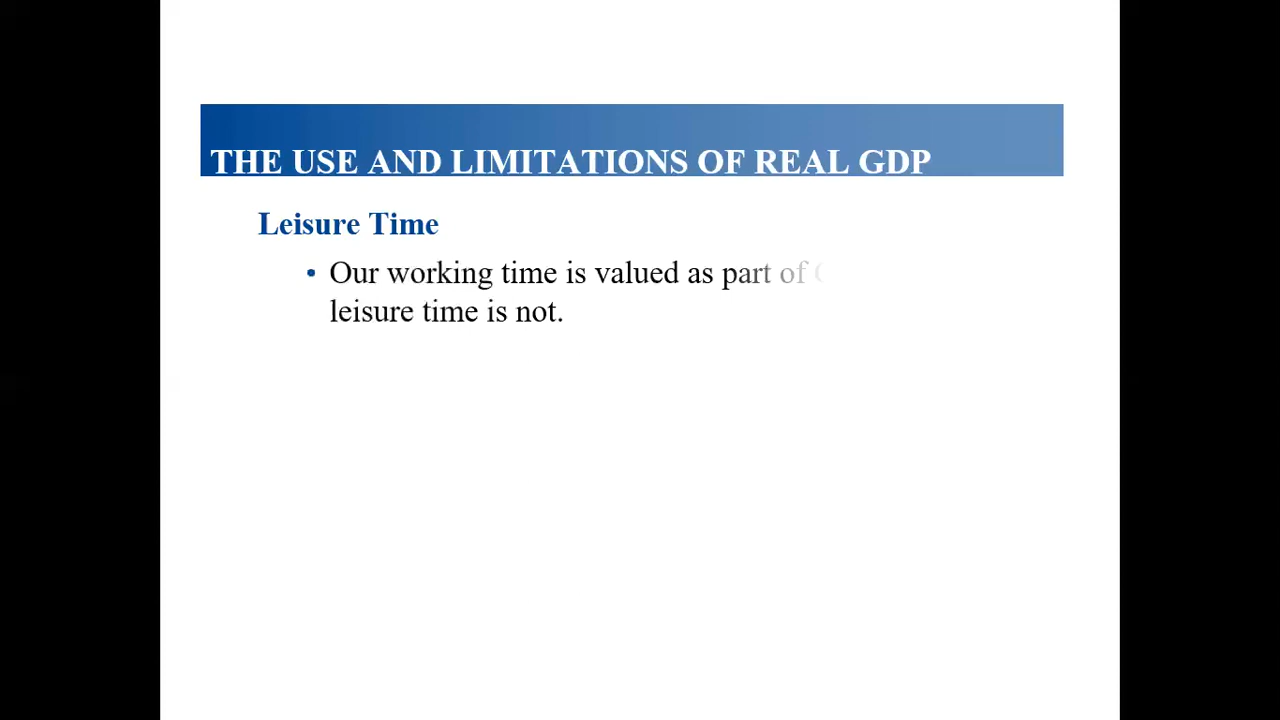 THE USE AND LIMITATIONS OF REAL GDP
Leisure Time
• Our working time is valued as part of
leisure time is not.